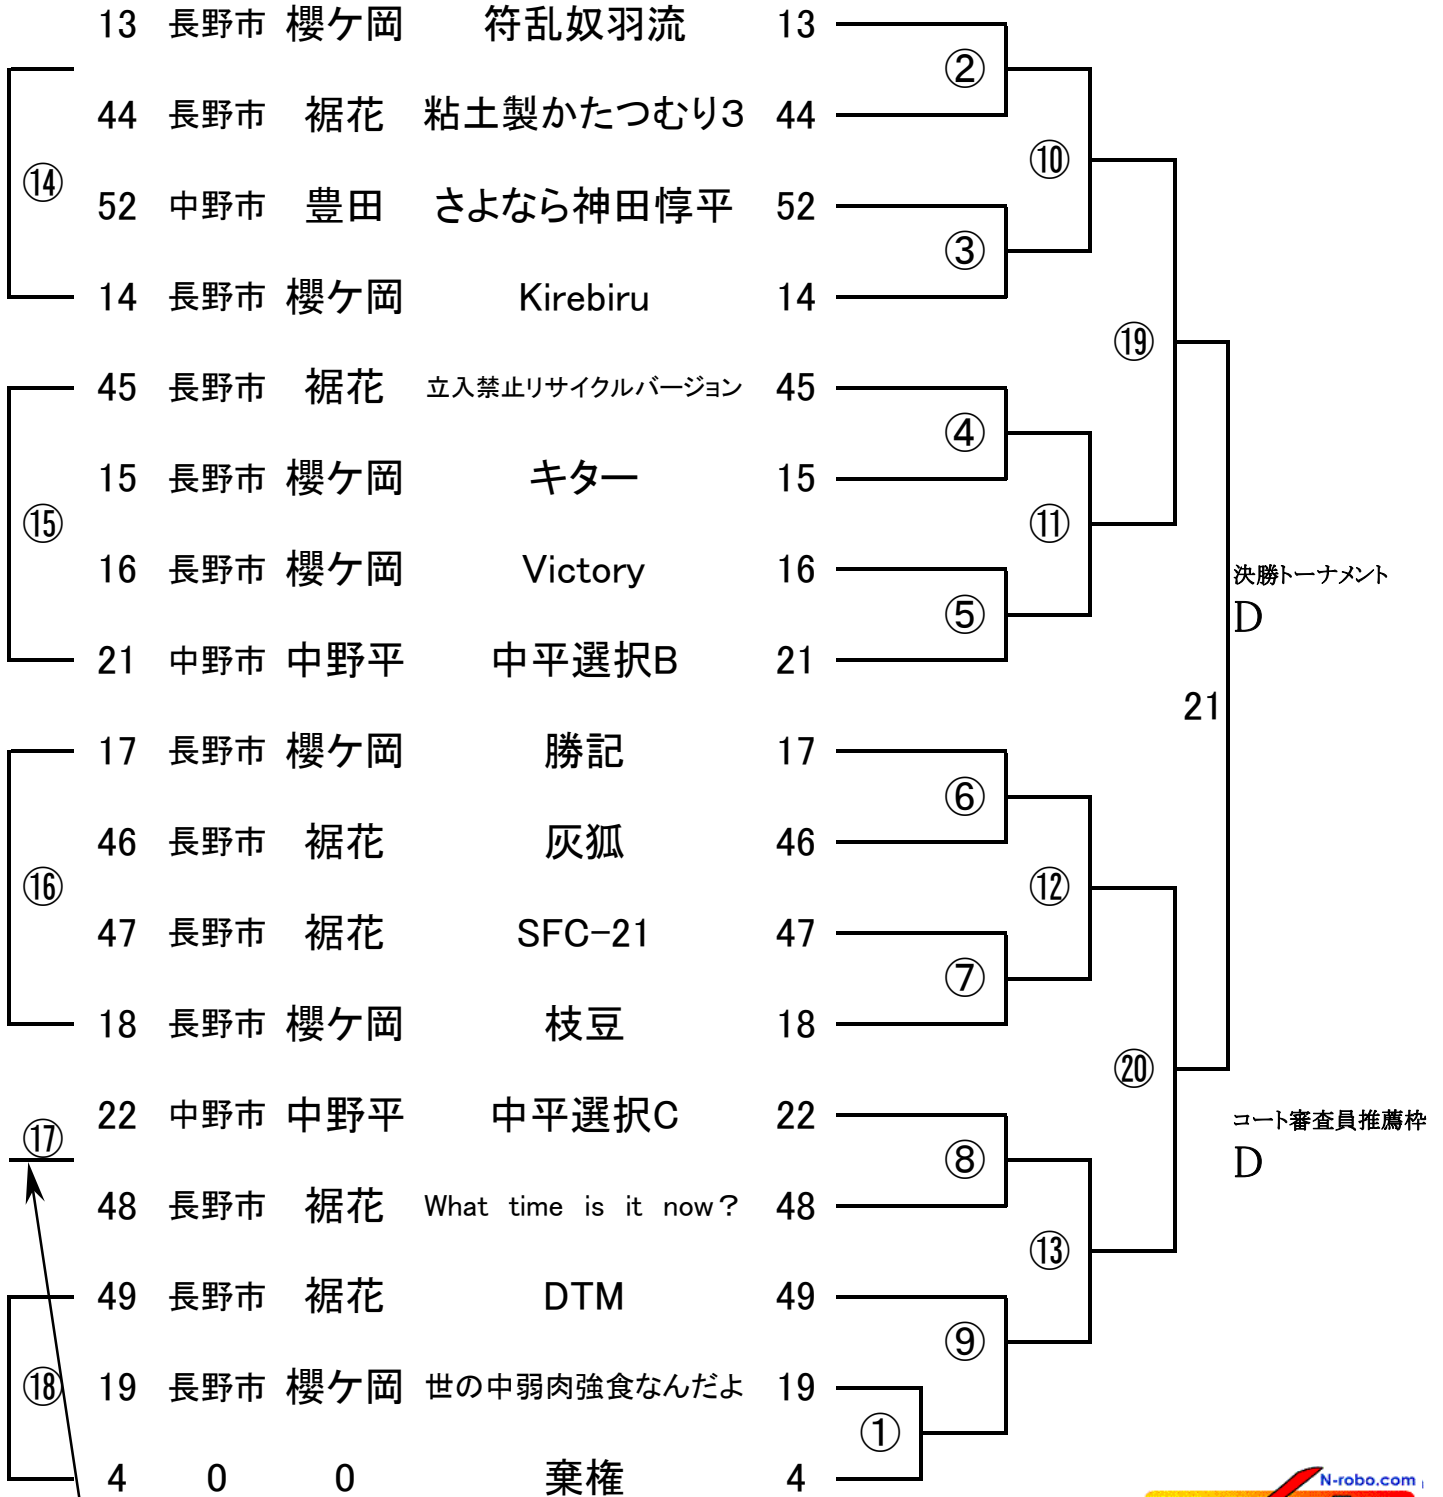 13 長野市 櫻ケ岡 符乱奴羽流 13
②
44 長野市 裾花 粘土製かたつむり3 44
⑭ ⑩
52 中野市 豊田 さよなら神田惇平 52
③
14 長野市 櫻ケ岡 Kirebiru 14
⑲
45 長野市 裾花 立入禁止リサイクルバージョン 45
④
15 長野市 櫻ケ岡 キター 15
⑮ ⑪
16 長野市 櫻ケ岡 Victory 16
決勝トーナメント
⑤ D
21 中野市 中野平 中平選択B 21
21
17 長野市 櫻ケ岡 勝記 17
⑥
46 長野市 裾花 灰狐 46
⑯ ⑫
47 長野市 裾花 SFC-21 47
⑦
18 長野市 櫻ケ岡 枝豆 18
⑳
22 中野市 中野平 中平選択C 22
コート審査員推薦枠
⑰ ⑧ D
48 長野市 裾花 What time is it now? 48
⑬
49 長野市 裾花 DTM 49
⑨
⑱ 19 長野市 櫻ケ岡 世の中弱肉強食なんだよ 19
①
4 0 0 棄権 4
N-robo.com